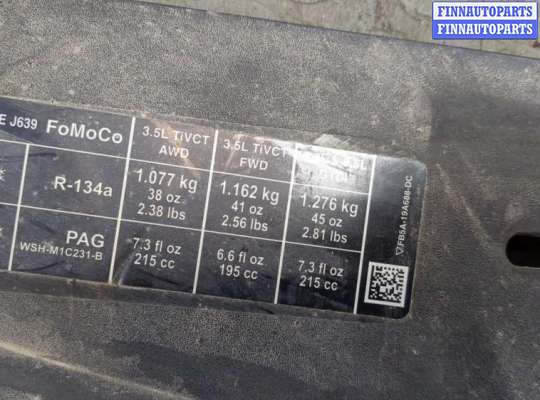 FINNAUTOPARTS
FINNAUTOPARTS
E J639 FoMoCo 3.5L TiVCT AWD 3.5L TiVCT FWD GTDI
R-134a 1.077 kg 1.162 kg 1.276 kg
38 oz 41 oz 45 oz
2.38 lbs 2.56 lbs 2.81 lbs
PAG 7.3 fl oz 6.6 fl oz 7.3 fl oz
WSH-M1C231-B 215 cc 195 cc 215 cc
FB5A-19A588-DC